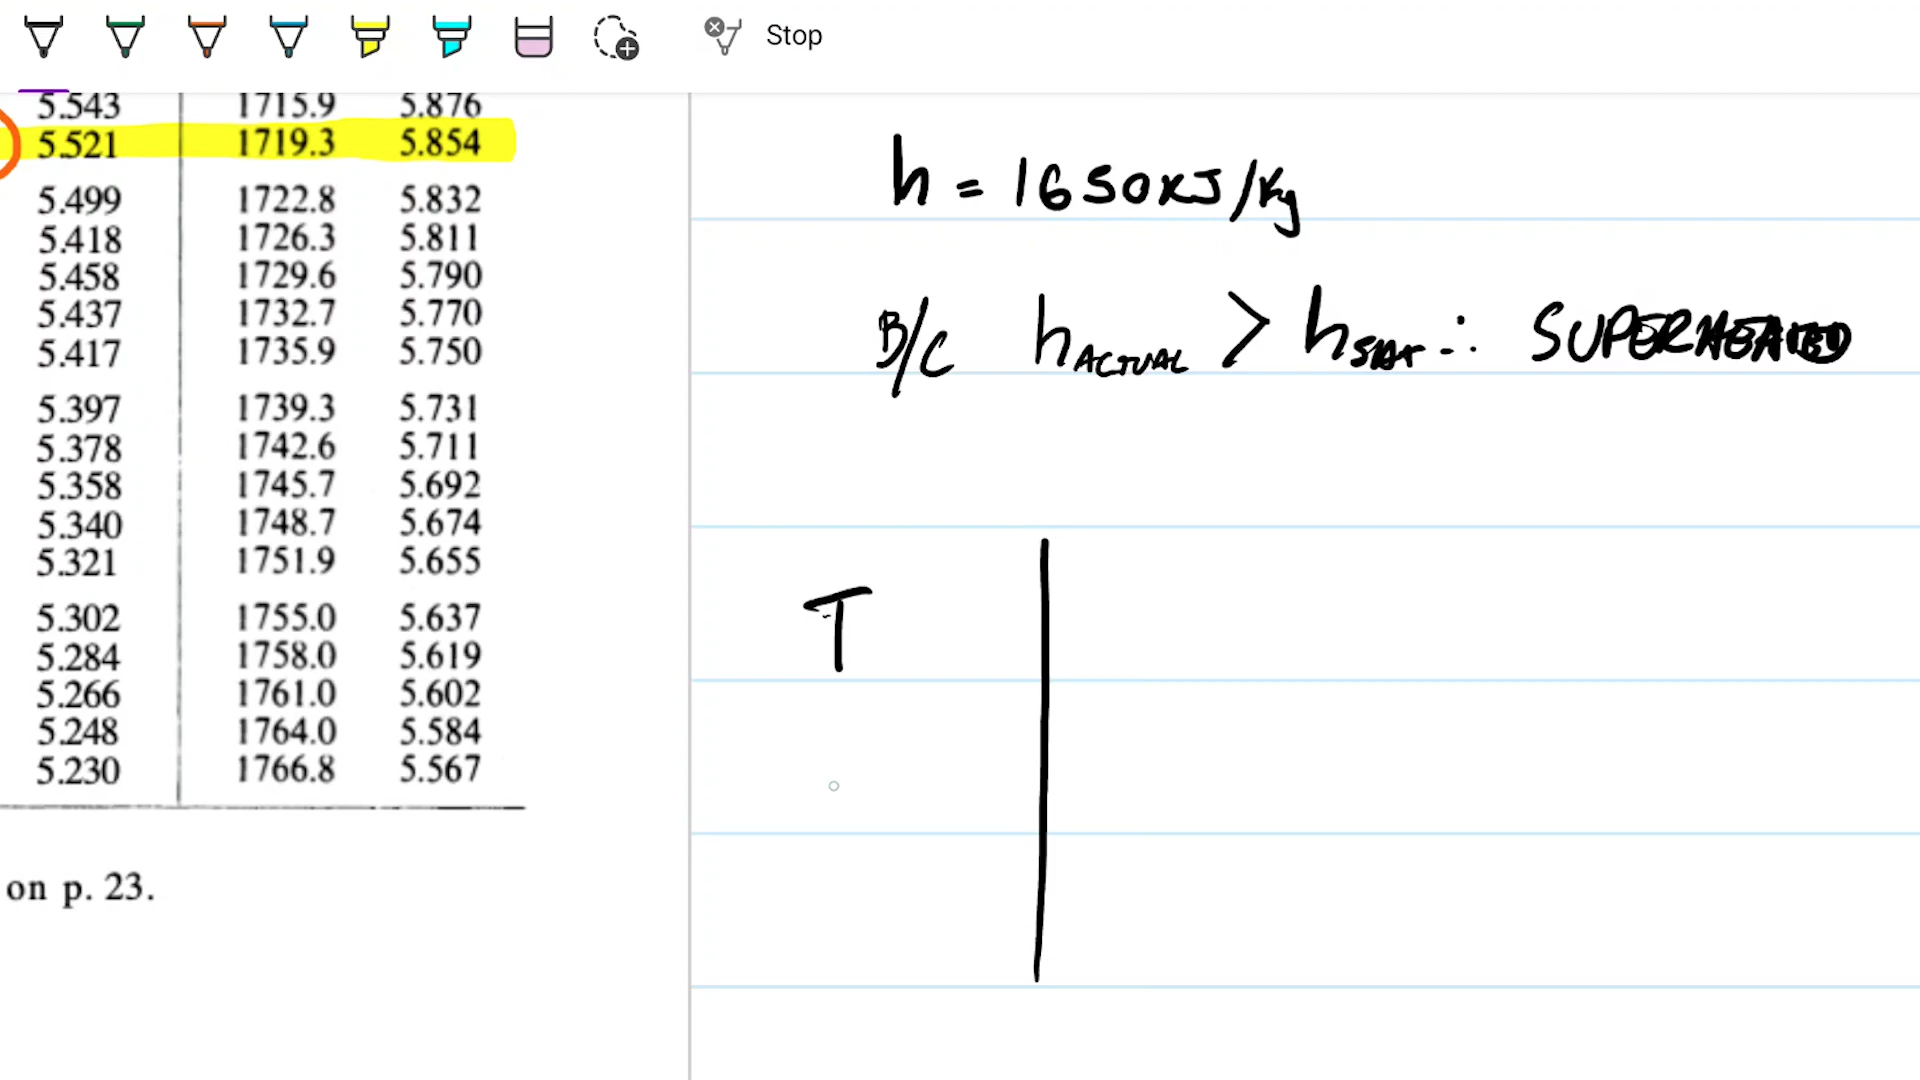 Stop
5.543 1715.9 5.876
5.521 1719.3 5.854
5.499 1722.8 5.832
5.418 1726.3 5.811
5.458 1729.6 5.790
5.437 1732.7 5.770
5.417 1735.9 5.750
5.397 1739.3 5.731
5.378 1742.6 5.711
5.358 1745.7 5.692
5.340 1748.7 5.674
5.321 1751.9 5.655
5.302 1755.0 5.637
5.284 1758.0 5.619
5.266 1761.0 5.602
5.248 1764.0 5.584
5.230 1766.8 5.567
on p. 23.
h = 1650KJ/Kg
B/C hACTUAL > hSAT ∴ SUPERHEATED
T